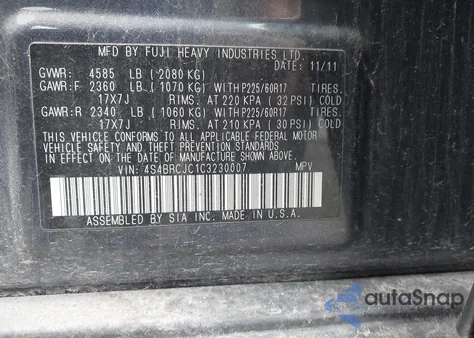 MFD BY FUJI HEAVY INDUSTRIES LTD. DATE: 11/11
GVWR: 4585 LB (2080 KG)
GAWR:F 2360 LB (1070 KG) WITH P225/60R17 TIRES.
17X7J RIMS. AT 220 KPA (32 PSI) COLD
GAWR:R 2340 LB (1060 KG) WITH P225/60R17 TIRES.
17X7J RIMS. AT 210 KPA (30 PSI) COLD
THIS VEHICLE CONFORMS TO ALL APPLICABLE FEDERAL MOTOR
VEHICLE SAFETY AND THEFT PREVENTION STANDARDS
IN EFFECT ON THE DATE OF MANUFACTURE SHOWN ABOVE.
VIN: 4S4BRCJC1C3230007 MPV
ASSEMBLED BY SIA INC. MADE IN U.S.A.
autoSnap